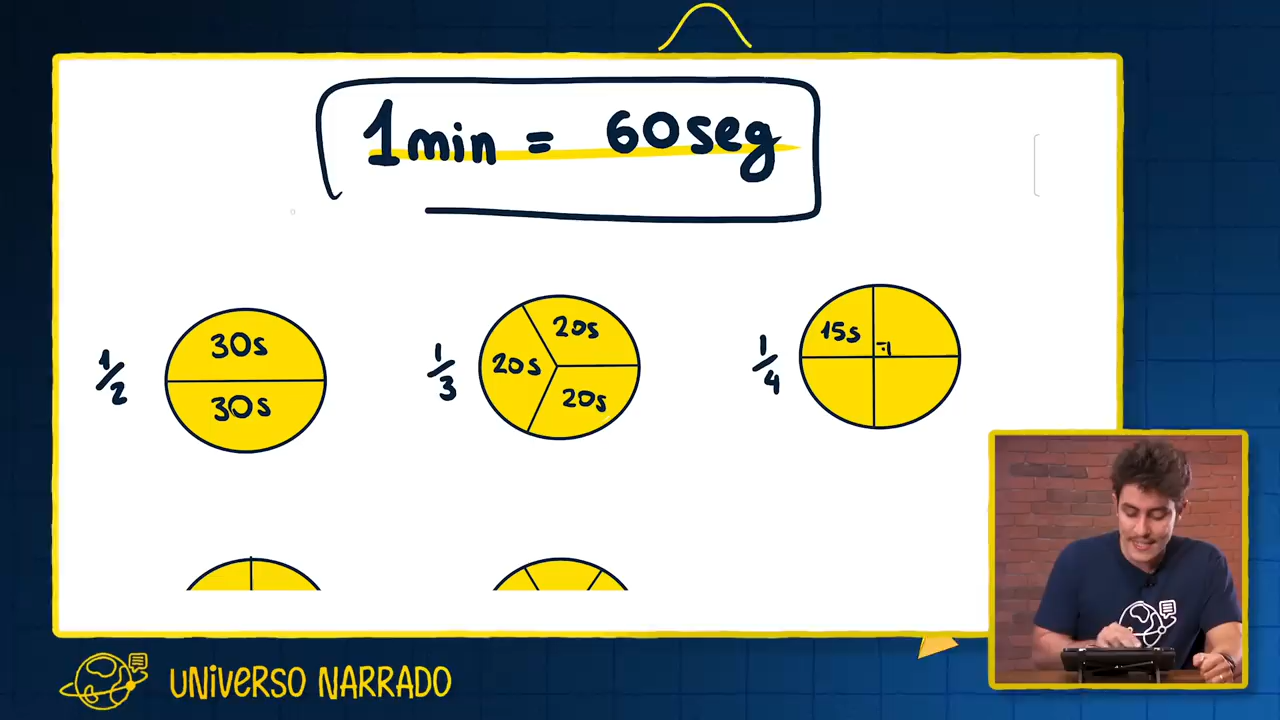 1min = 60seg
1/2
30s
30s
1/3
20s
20s
20s
1/4
15s
UNIVERSO NARRADO